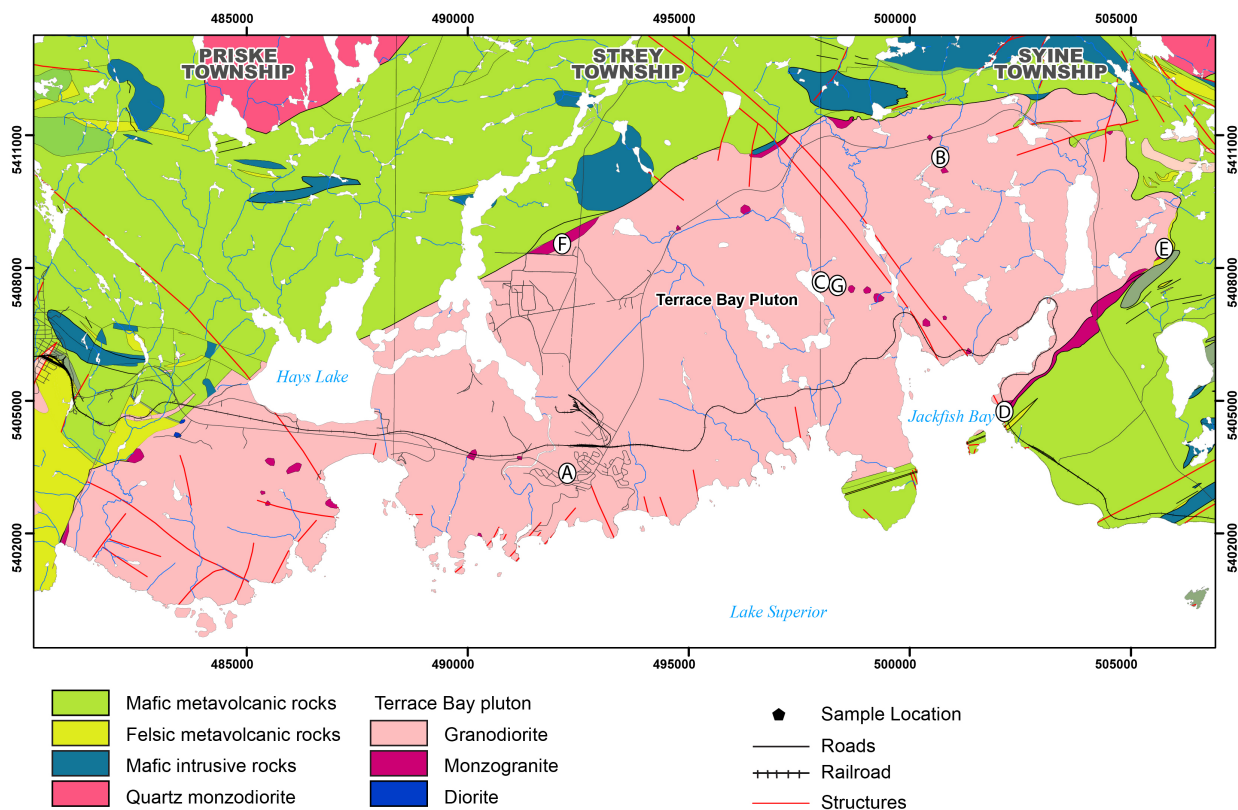 485000 490000 495000 500000 505000
PRISKE
TOWNSHIP
STREY
TOWNSHIP
SYINE
TOWNSHIP
5411000 5411000
B
F
E
5408000 5408000
C G
Terrace Bay Pluton
Hays Lake
5405000 5405000
D
Jackfish Bay
A
5402000 5402000
Lake Superior
485000 490000 495000 500000 505000
Mafic metavolcanic rocks
Felsic metavolcanic rocks
Mafic intrusive rocks
Quartz monzodiorite
Terrace Bay pluton
Granodiorite
Monzogranite
Diorite
Sample Location
Roads
Railroad
Structures